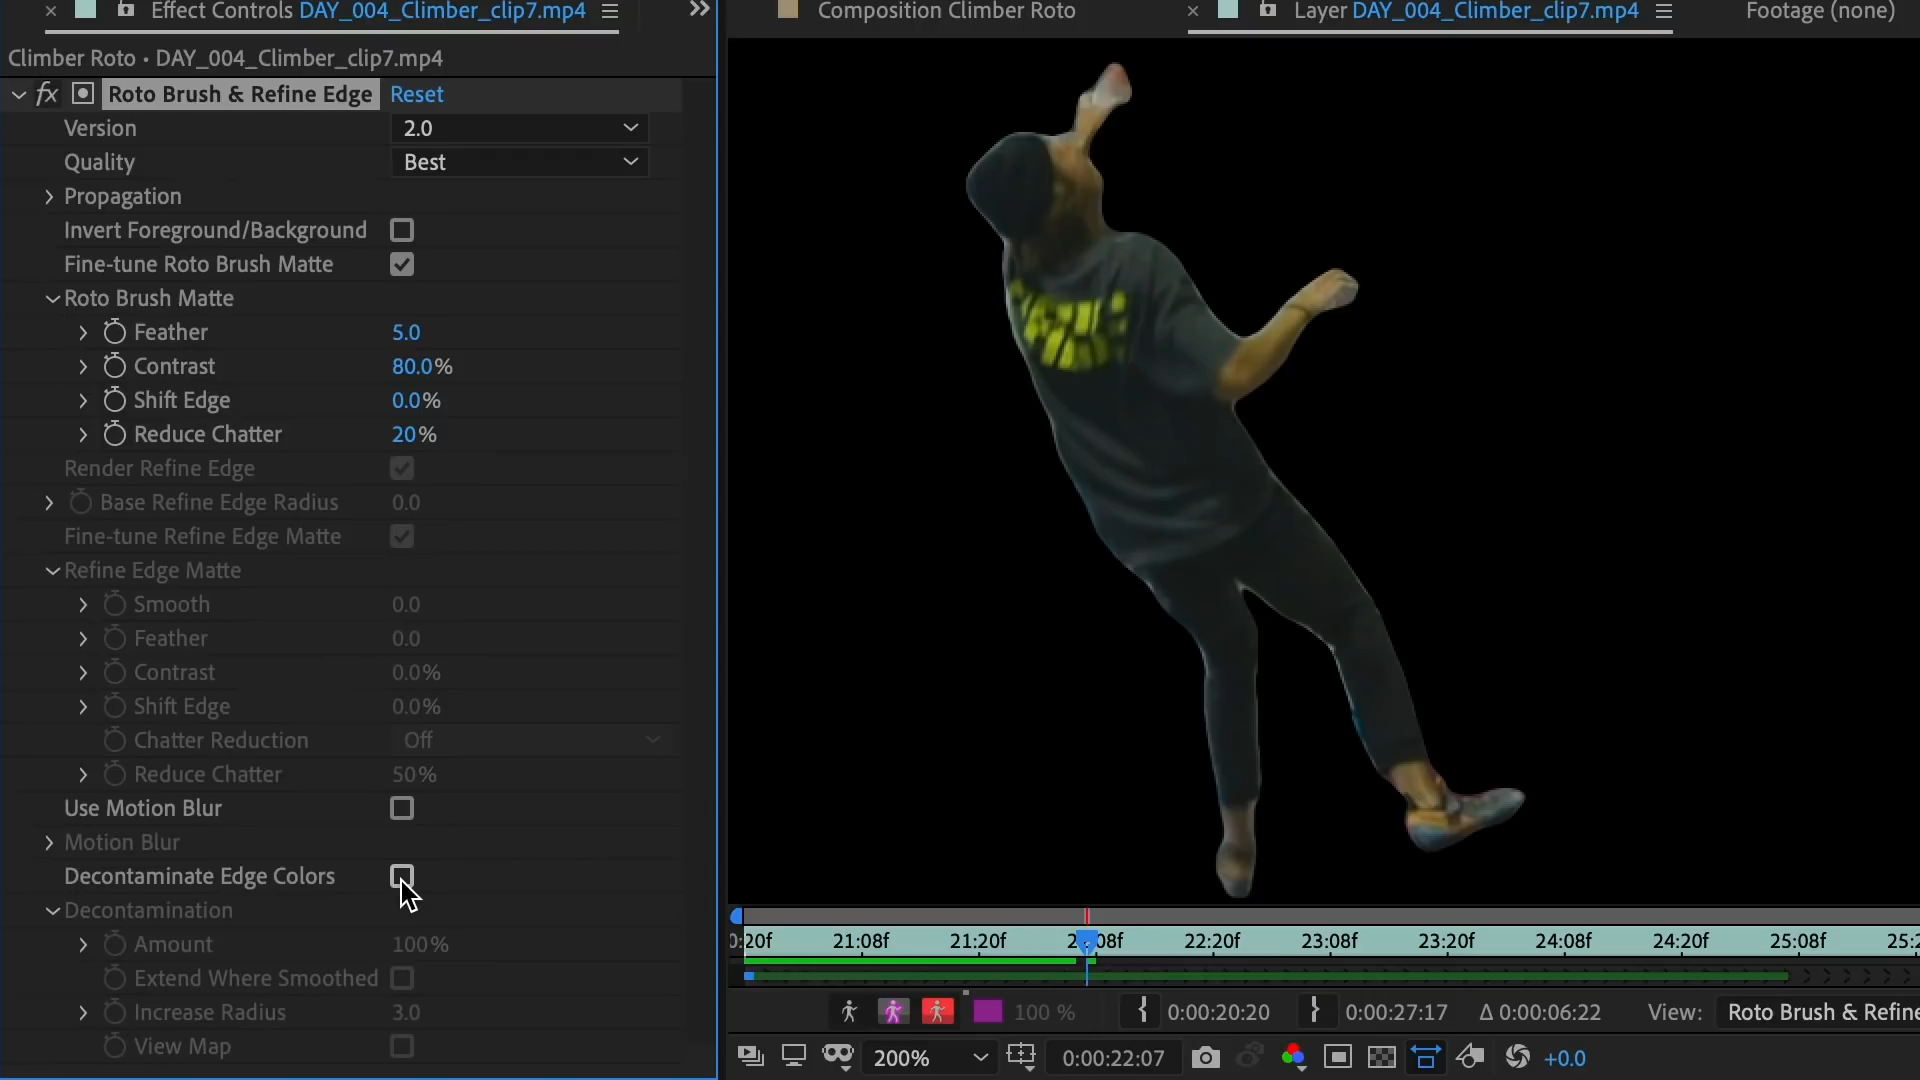 Effect Controls DAY_004_Climber_clip7.mp4
Composition Climber Roto
Layer DAY_004_Climber_clip7.mp4
Footage (none)
Climber Roto • DAY_004_Climber_clip7.mp4
fx Roto Brush & Refine Edge Reset
Version 2.0
Quality Best
Propagation
Invert Foreground/Background
Fine-tune Roto Brush Matte
Roto Brush Matte
Feather 5.0
Contrast 80.0%
Shift Edge 0.0%
Reduce Chatter 20%
Render Refine Edge
Base Refine Edge Radius 0.0
Fine-tune Refine Edge Matte
Refine Edge Matte
Smooth 0.0
Feather 0.0
Contrast 0.0%
Shift Edge 0.0%
Chatter Reduction Off
Reduce Chatter 50%
Use Motion Blur
Motion Blur
Decontaminate Edge Colors
Decontamination
Amount 100%
Extend Where Smoothed
Increase Radius 3.0
View Map
0:20f 21:08f 21:20f 22:20f 23:08f 23:20f 24:08f 24:20f 25:08f 25:2
100 % { 0:00:20:20 } 0:00:27:17 Δ 0:00:06:22 View: Roto Brush & Refine
200% 0:00:22:07 +0.0